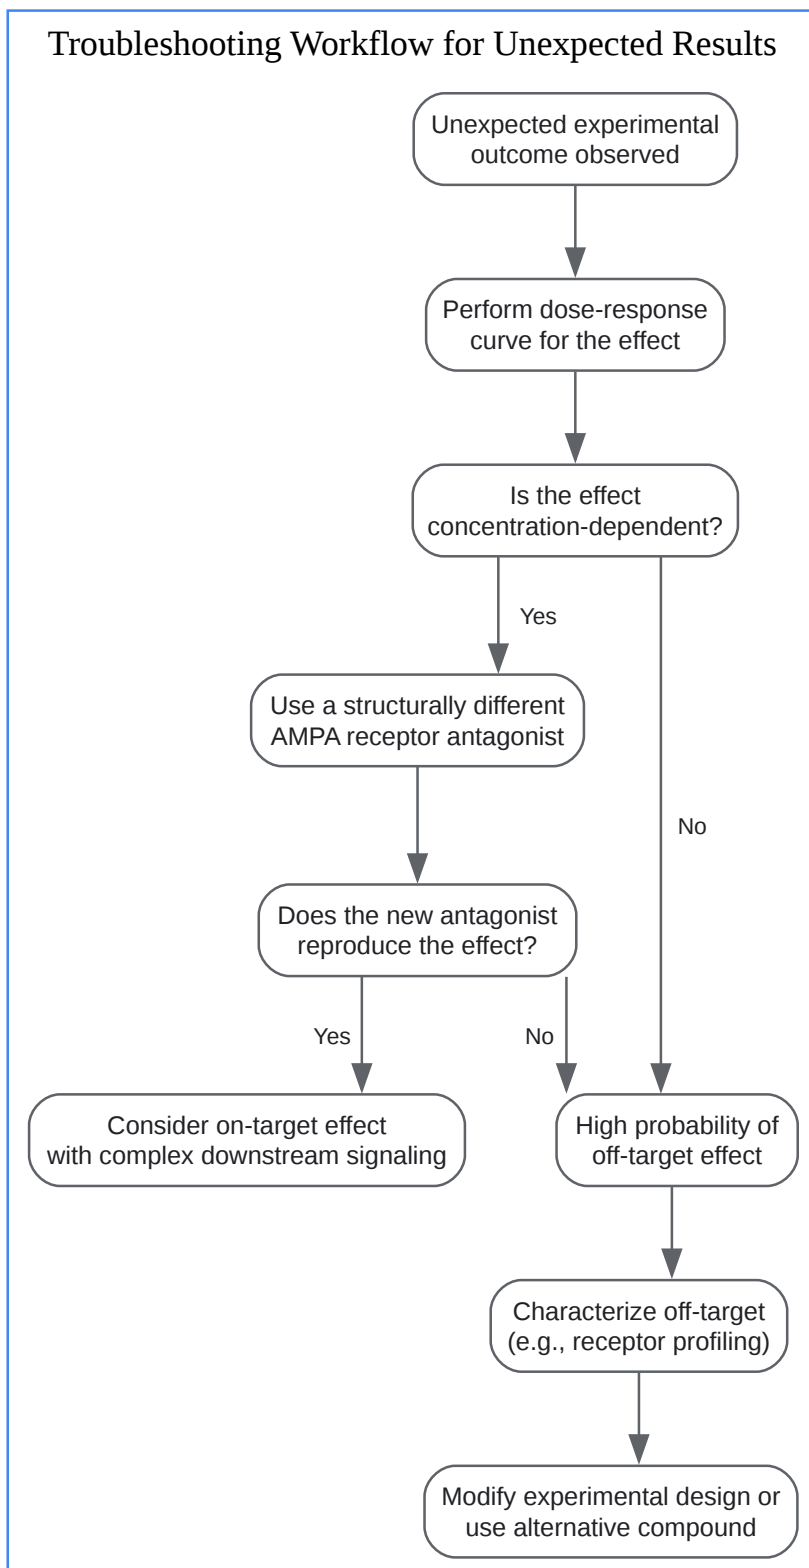 Troubleshooting Workflow for Unexpected Results
Unexpected experimental
outcome observed
Perform dose-response
curve for the effect
Is the effect
concentration-dependent?
Yes
Use a structurally different
AMPA receptor antagonist
No
Does the new antagonist
reproduce the effect?
Yes
No
Consider on-target effect
with complex downstream signaling
High probability of
off-target effect
Characterize off-target
(e.g., receptor profiling)
Modify experimental design or
use alternative compound